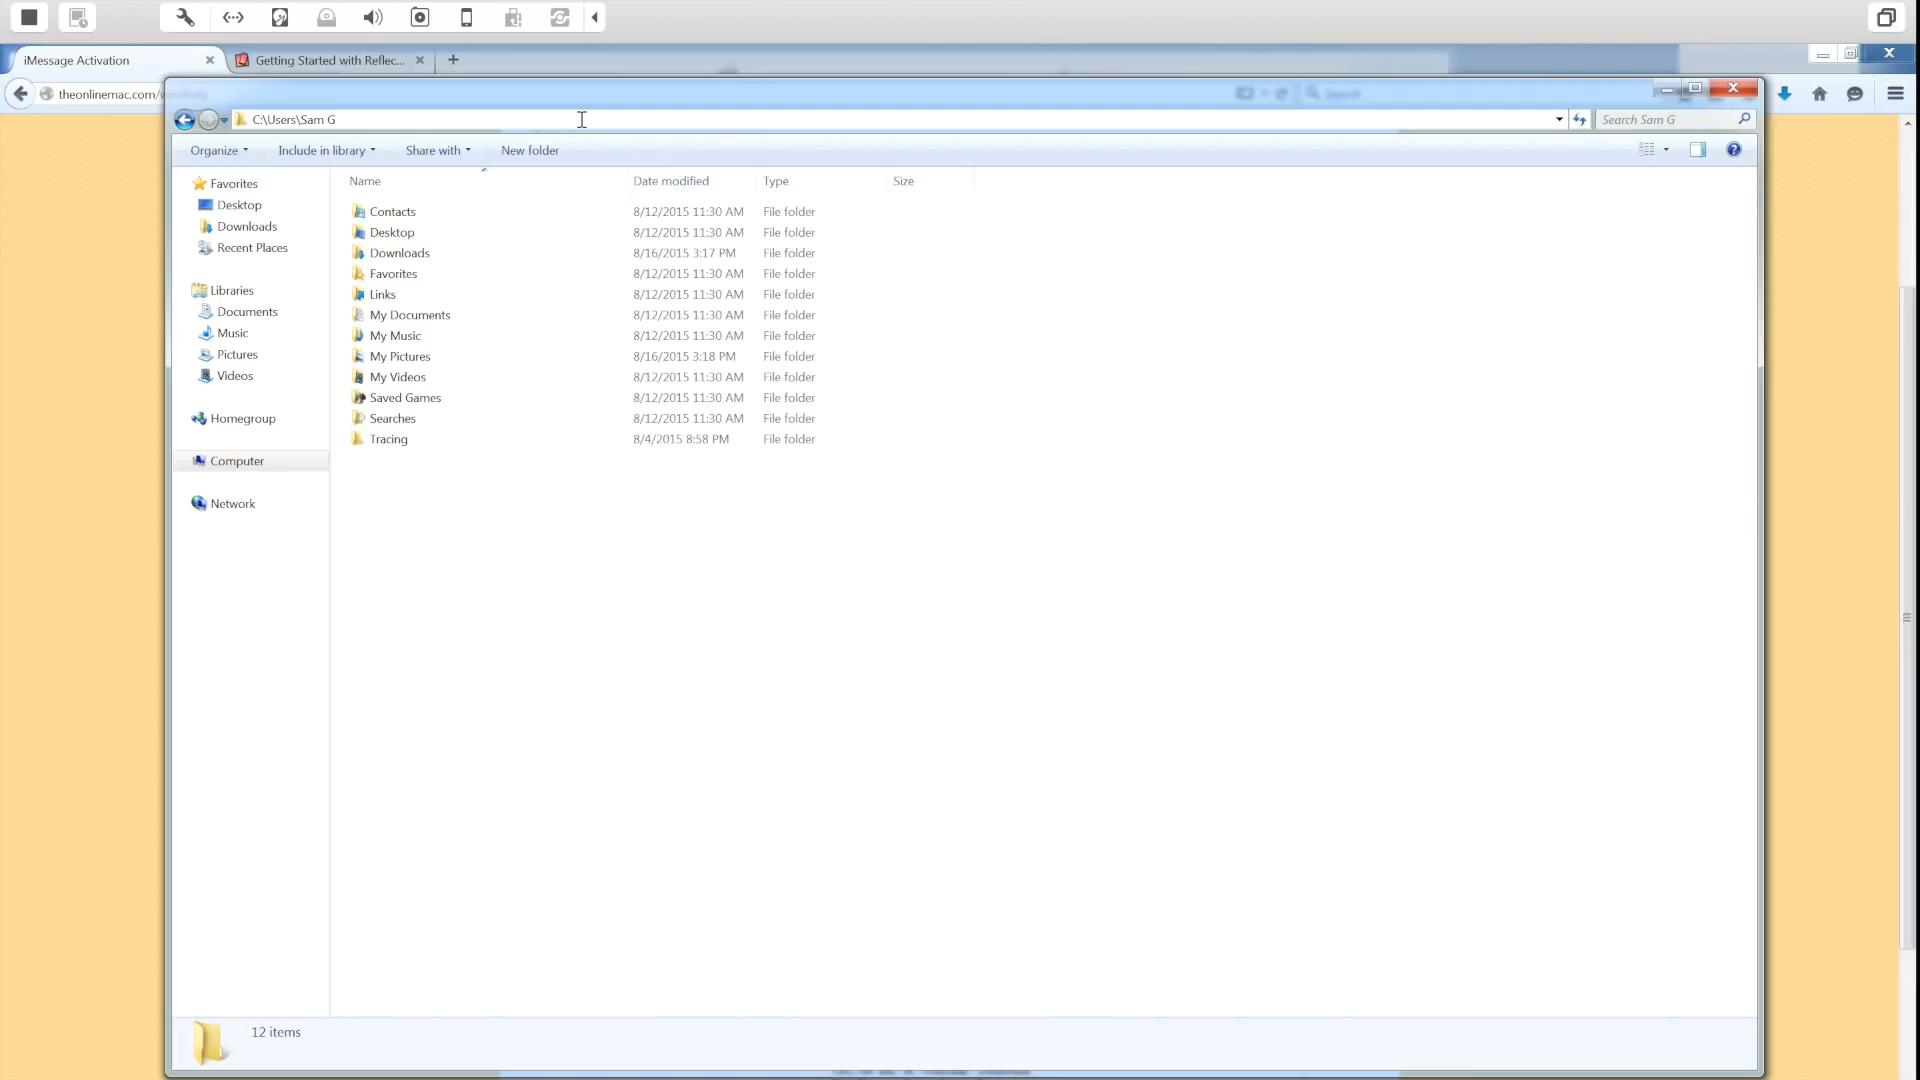 iMessage Activation
Getting Started with Reflec...
theonlinemac.com/w
Search
C:\Users\Sam G
Search Sam G
Organize
Include in library
Share with
New folder
Name
Date modified
Type
Size
Favorites
Desktop
Downloads
Recent Places
Libraries
Documents
Music
Pictures
Videos
Homegroup
Computer
Network
Contacts 8/12/2015 11:30 AM File folder
Desktop 8/12/2015 11:30 AM File folder
Downloads 8/16/2015 3:17 PM File folder
Favorites 8/12/2015 11:30 AM File folder
Links 8/12/2015 11:30 AM File folder
My Documents 8/12/2015 11:30 AM File folder
My Music 8/12/2015 11:30 AM File folder
My Pictures 8/16/2015 3:18 PM File folder
My Videos 8/12/2015 11:30 AM File folder
Saved Games 8/12/2015 11:30 AM File folder
Searches 8/12/2015 11:30 AM File folder
Tracing 8/4/2015 8:58 PM File folder
12 items